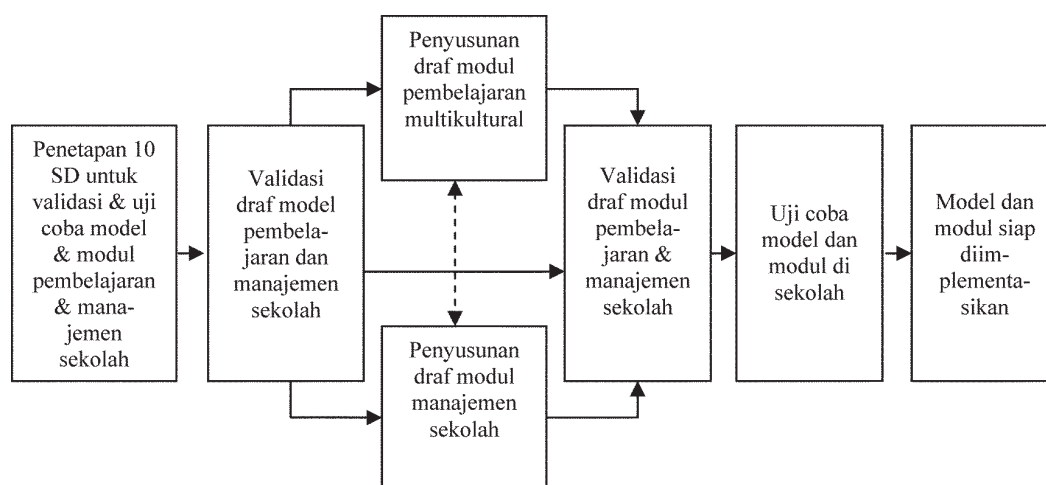 Penetapan 10
SD untuk
validasi & uji
coba model
& modul
pembelajaran
& mana-
jemen
sekolah
Validasi
draf model
pembela-
jaran dan
manajemen
sekolah
Penyusunan
draf modul
pembelajaran
multikultural
Penyusunan
draf modul
manajemen
sekolah
Validasi
draf modul
pembela-
jaran &
manajemen
sekolah
Uji coba
model dan
modul di
sekolah
Model dan
modul siap
diim-
plementa-
sikan